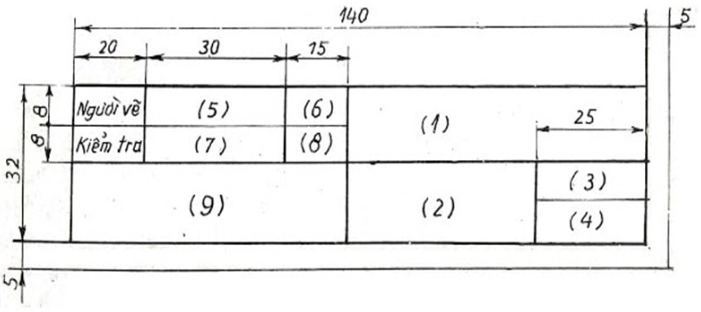 140 5
20 30 15
8 Người vẽ (5) (6) (1) 25
8 Kiểm tra (7) (8)
32 (9) (2) (3)
(4)
5